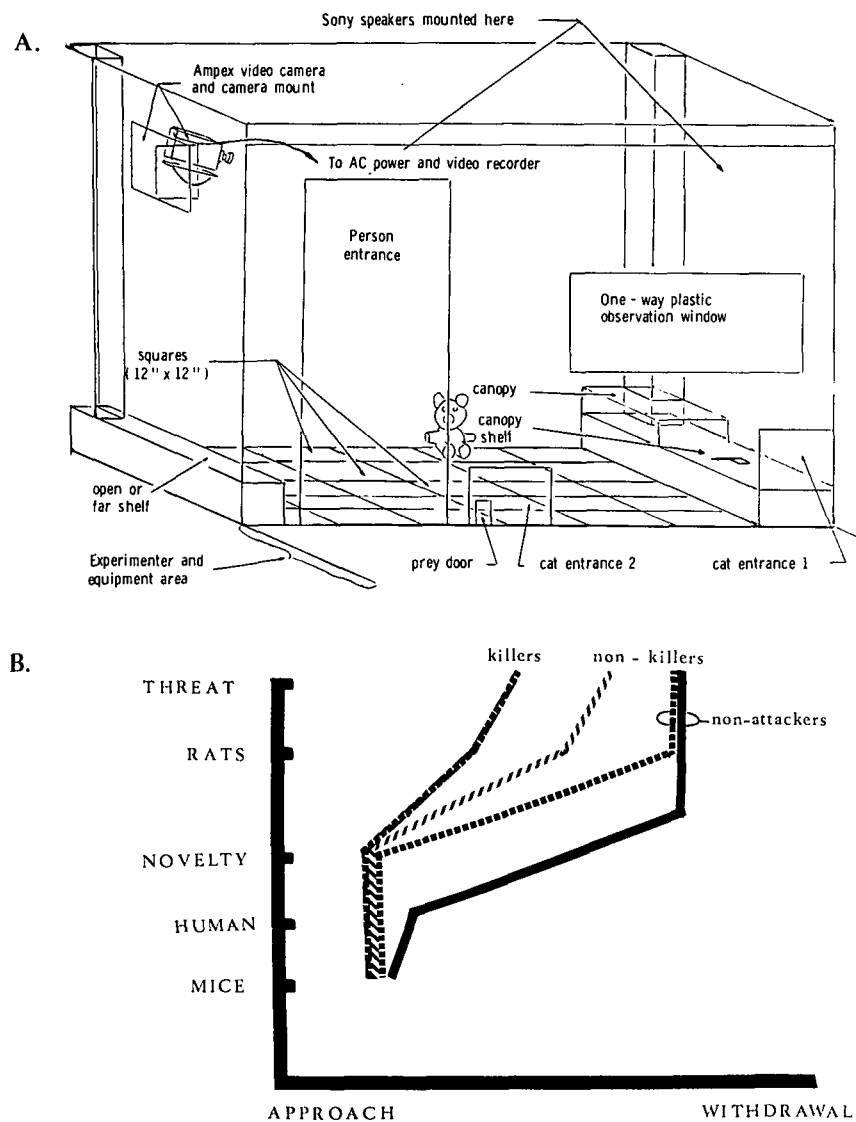 A.
Sony speakers mounted here
Ampex video camera
and camera mount
To AC power and video recorder
Person
entrance
One - way plastic
observation window
squares
( 12 " x 12 " )
canopy
canopy
shelf
open or
far shelf
Experimenter and
equipment area
prey door
cat entrance 2
cat entrance 1
B.
killers
non - killers
THREAT
non-attackers
RATS
NOVELTY
HUMAN
MICE
APPROACH
WITHDRAWAL